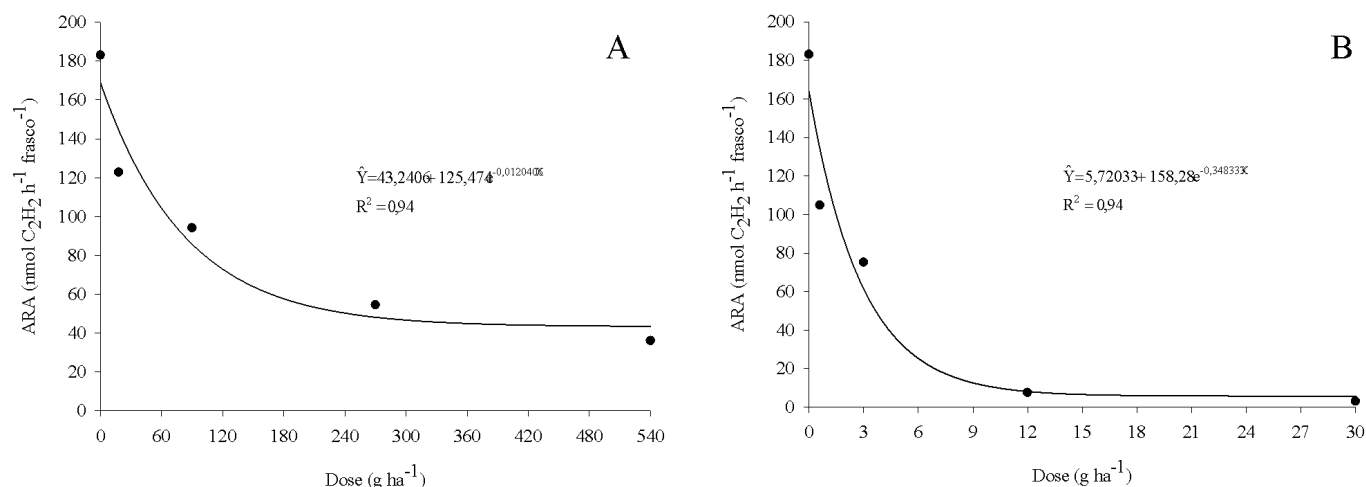 A
ARA (nmol C₂H₂ h⁻¹ frasco⁻¹)
200
180
160
140
120
100
80
60
40
20
0
Ŷ=43,2406+125,474e^-0,012040X
R² = 0,94
0 60 120 180 240 300 360 420 480 540
Dose (g ha⁻¹)
B
ARA (nmol C₂H₂ h⁻¹ frasco⁻¹)
200
180
160
140
120
100
80
60
40
20
0
Ŷ=5,72033+158,28e^-0,348333X
R² = 0,94
0 3 6 9 12 15 18 21 24 27 30
Dose (g ha⁻¹)